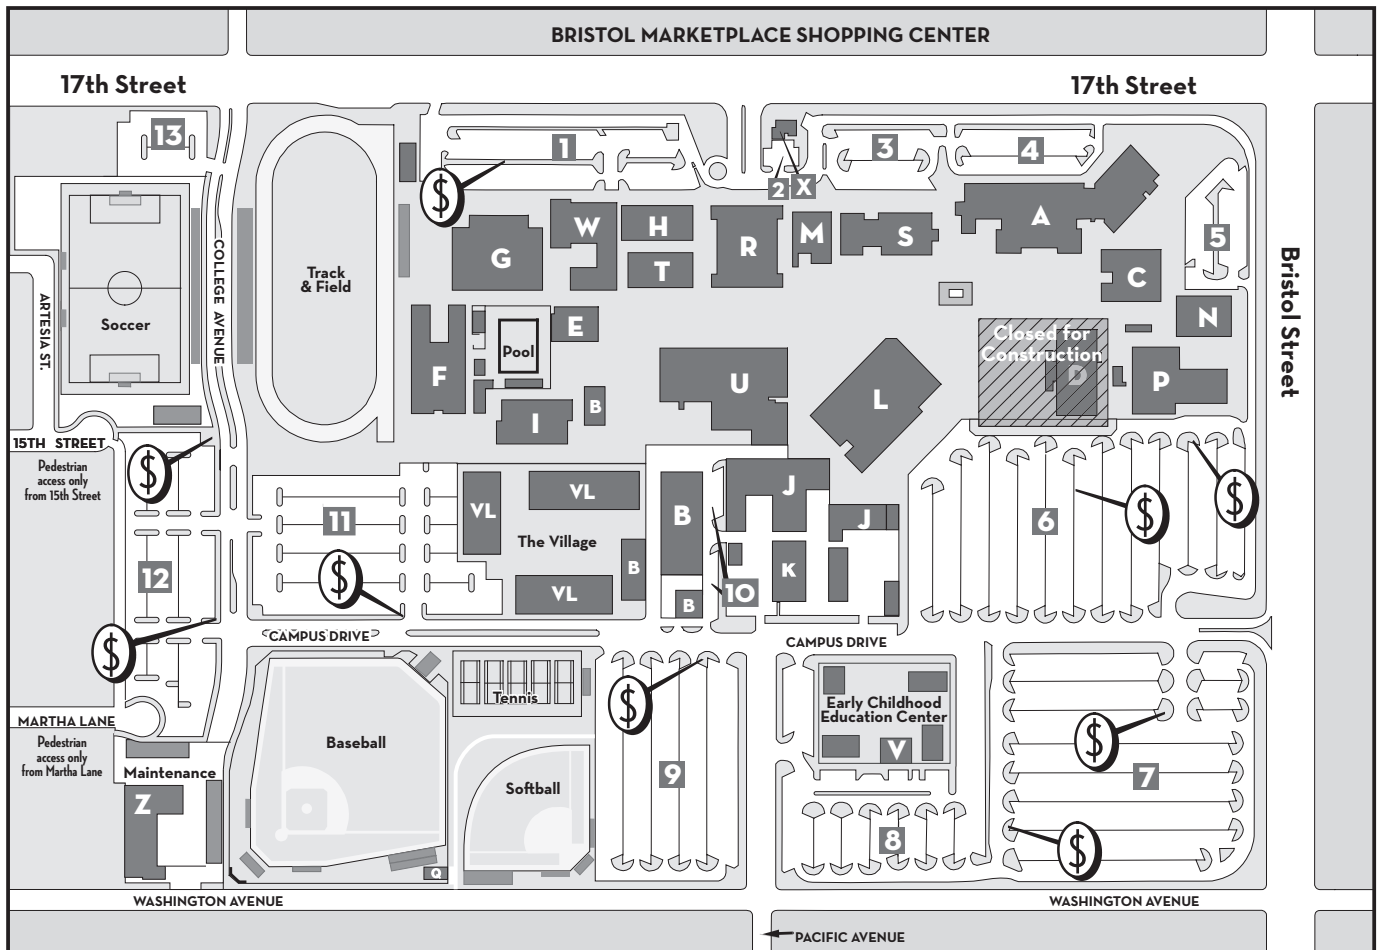 BRISTOL MARKETPLACE SHOPPING CENTER
17th Street
17th Street
13
1
3
4
2
X
$
5
A
W
H
R
M
S
G
T
C
COLLEGE AVENUE
Track
& Field
Bristol Street
ARTESIA ST.
Soccer
N
E
Closed for
Construction
Pool
F
U
D
P
L
B
I
15TH STREET
Pedestrian
access only
from 15th Street
$
VL
VL
J
$
$
B
J
6
11
The Village
12
$
B
K
VL
10
B
CAMPUS DRIVE
CAMPUS DRIVE
$
Tennis
$
Early Childhood
Education Center
MARTHA LANE
Pedestrian
access only
from Martha Lane
Baseball
$
V
Maintenance
9
7
Softball
Z
8
$
Q
WASHINGTON AVENUE
WASHINGTON AVENUE
PACIFIC AVENUE